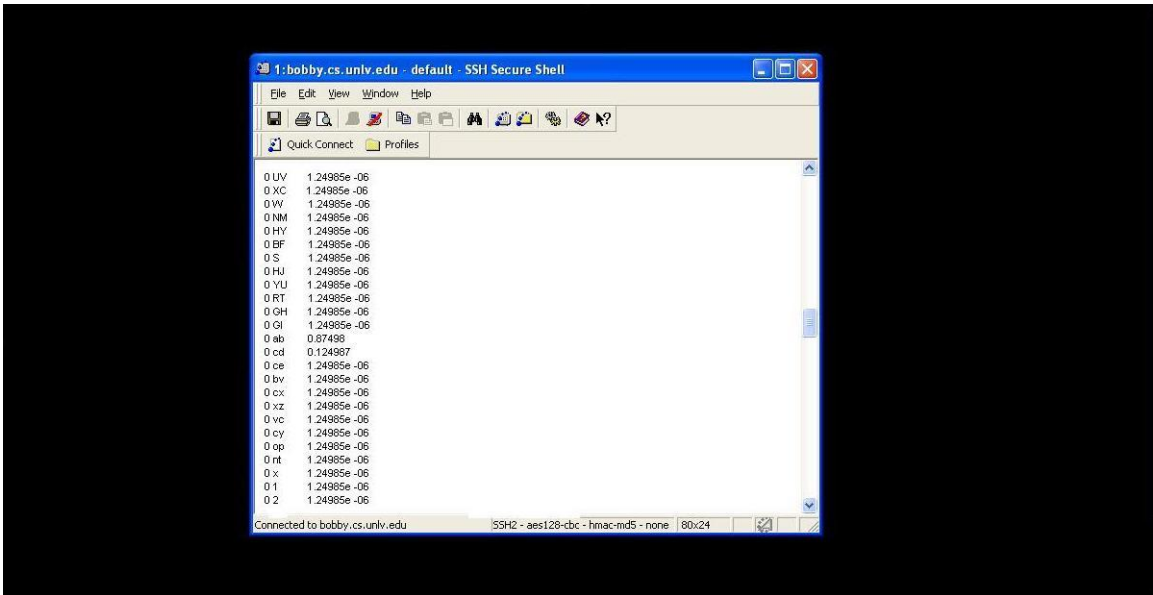 1:bobby.cs.unlv.edu - default - SSH Secure Shell
File Edit View Window Help
Quick Connect Profiles
0 UV 1.24985e -06
0 XC 1.24985e -06
0 W 1.24985e -06
0 NM 1.24985e -06
0 HY 1.24985e -06
0 BF 1.24985e -06
0 S 1.24985e -06
0 HJ 1.24985e -06
0 YU 1.24985e -06
0 RT 1.24985e -06
0 GH 1.24985e -06
0 GI 1.24985e -06
0 ab 0.87498
0 cd 0.124987
0 ce 1.24985e -06
0 bv 1.24985e -06
0 cx 1.24985e -06
0 xz 1.24985e -06
0 vc 1.24985e -06
0 cy 1.24985e -06
0 op 1.24985e -06
0 nt 1.24985e -06
0 x 1.24985e -06
0 1 1.24985e -06
0 2 1.24985e -06
Connected to bobby.cs.unlv.edu SSH2 - aes128-cbc - hmac-md5 - none 80x24